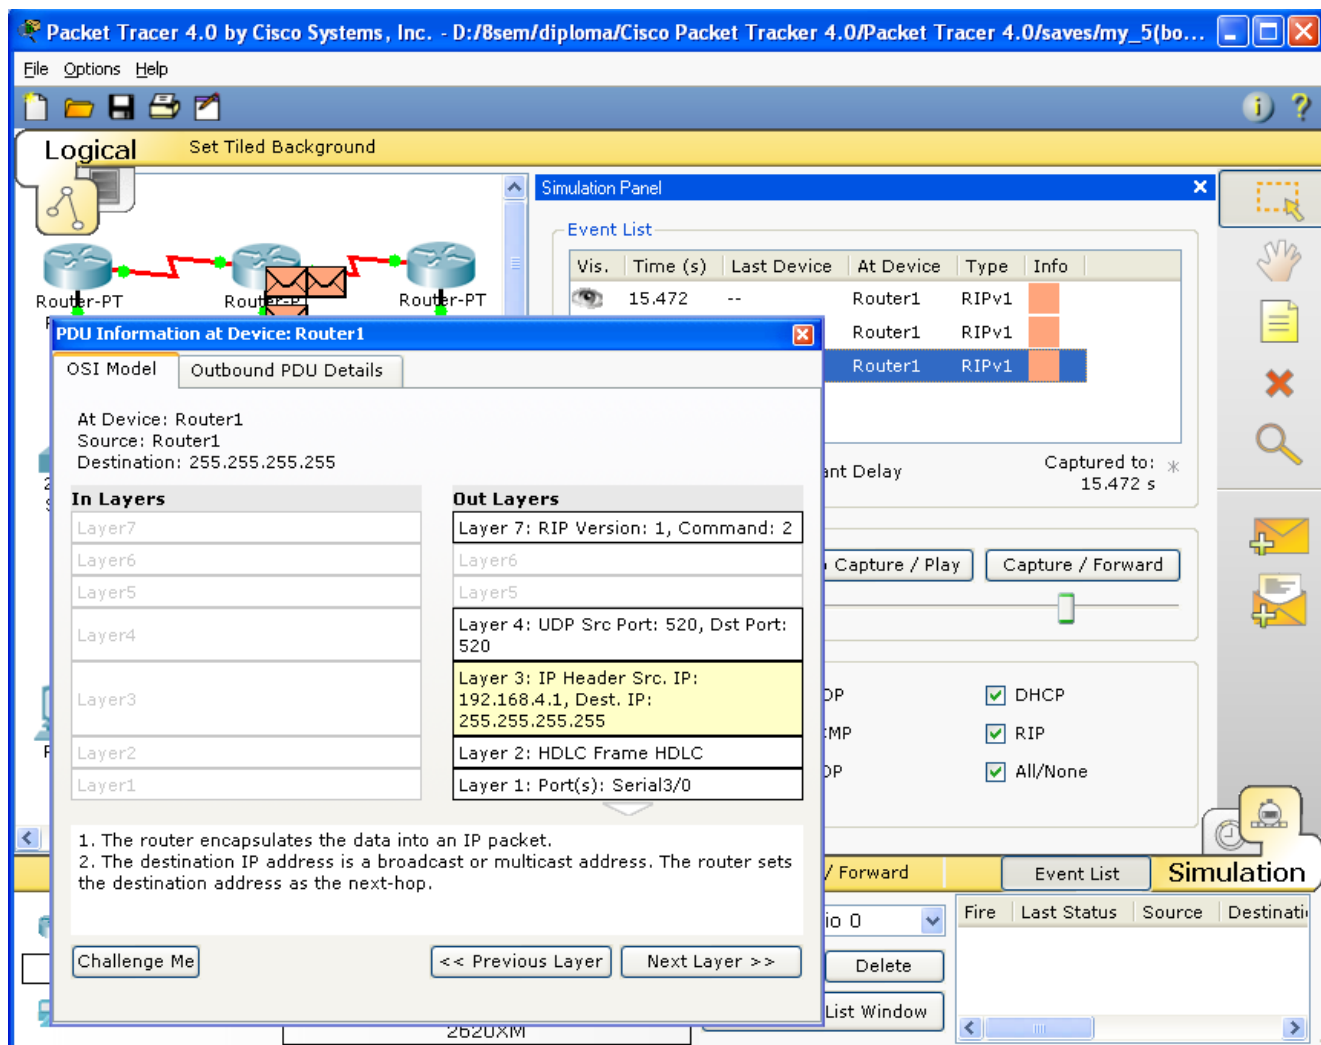 Packet Tracer 4.0 by Cisco Systems, Inc. - D:/8sem/diploma/Cisco Packet Tracker 4.0/Packet Tracer 4.0/saves/my_5(bo...
File Options Help
Logical Set Tiled Background
Simulation Panel
Event List
Vis. Time (s) Last Device At Device Type Info
15.472 -- Router1 RIPv1
Router1 RIPv1
Router1 RIPv1
Router-PT Router-PT Router-PT
PDU Information at Device: Router1
OSI Model Outbound PDU Details
At Device: Router1
Source: Router1
Destination: 255.255.255.255
In Layers
Layer7
Layer6
Layer5
Layer4
Layer3
Layer2
Layer1
Out Layers
Layer 7: RIP Version: 1, Command: 2
Layer6
Layer5
Layer 4: UDP Src Port: 520, Dst Port:
520
Layer 3: IP Header Src. IP:
192.168.4.1, Dest. IP:
255.255.255.255
Layer 2: HDLC Frame HDLC
Layer 1: Port(s): Serial3/0
1. The router encapsulates the data into an IP packet.
2. The destination IP address is a broadcast or multicast address. The router sets
the destination address as the next-hop.
Challenge Me << Previous Layer Next Layer >>
Delay
Captured to:
15.472 s
Capture / Play Capture / Forward
DHCP
RIP
All/None
/ Forward Event List Simulation
Fire Last Status Source Destinati
io 0
Delete
List Window
2620XM